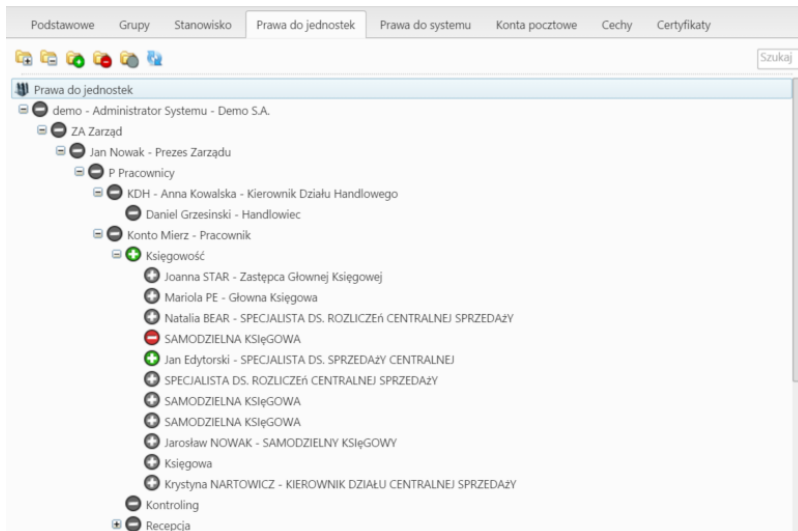 Podstawowe Grupy Stanowisko Prawa do jednostek Prawa do systemu Konta pocztowe Cechy Certyfikaty
Szukaj
Prawa do jednostek
demo - Administrator Systemu - Demo S.A.
ZA Zarząd
Jan Nowak - Prezes Zarządu
P Pracownicy
KDH - Anna Kowalska - Kierownik Działu Handlowego
Daniel Grzesinski - Handlowiec
Konto Mierz - Pracownik
Księgowość
Joanna STAR - Zastępca Głownej Księgowej
Mariola PE - Głowna Księgowa
Natalia BEAR - SPECJALISTA DS. ROZLICZEń CENTRALNEJ SPRZEDAżY
SAMODZIELNA KSIęGOWA
Jan Edytorski - SPECJALISTA DS. SPRZEDAżY CENTRALNEJ
SPECJALISTA DS. ROZLICZEń CENTRALNEJ SPRZEDAżY
SAMODZIELNA KSIęGOWA
SAMODZIELNA KSIęGOWA
Jarosław NOWAK - SAMODZIELNY KSIęGOWY
Księgowa
Krystyna NARTOWICZ - KIEROWNIK DZIAŁU CENTRALNEJ SPRZEDAżY
Kontroling
Recepcja